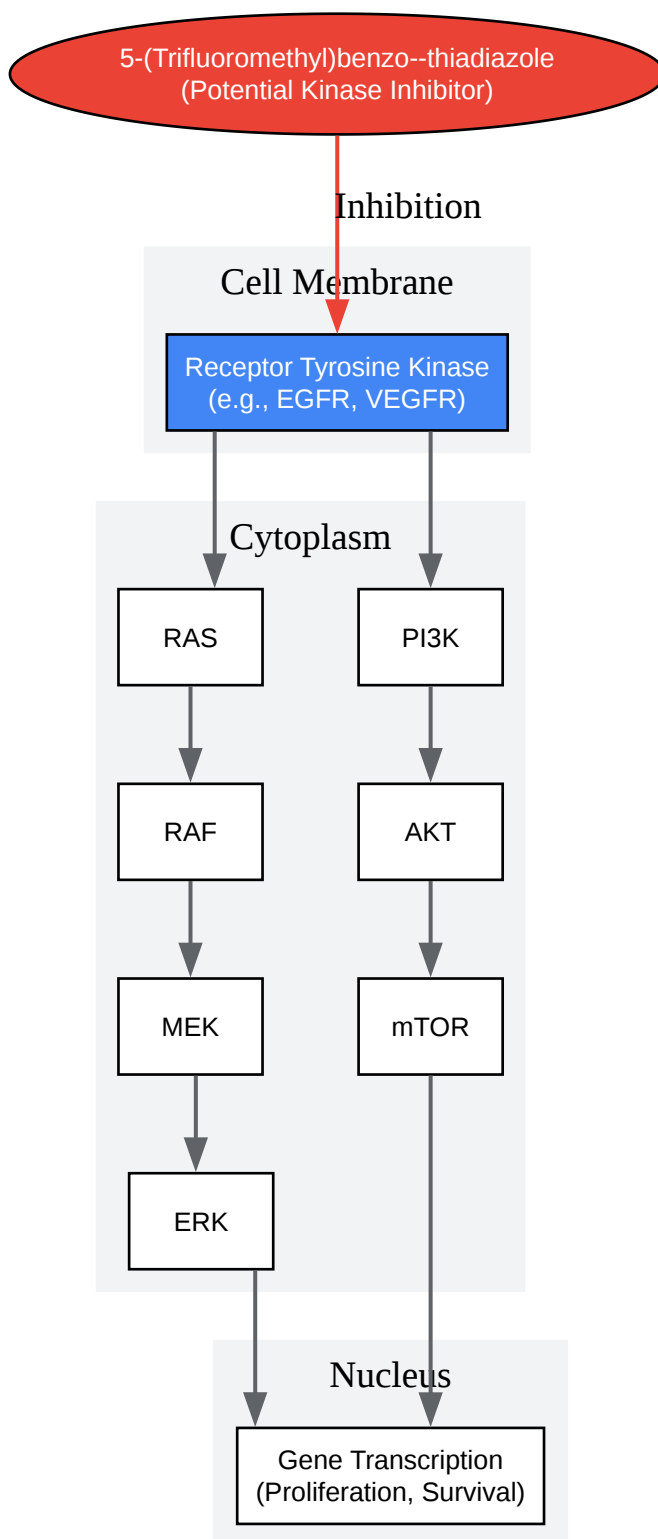 5-(Trifluoromethyl)benzo--thiadiazole
(Potential Kinase Inhibitor)
Inhibition
Cell Membrane
Receptor Tyrosine Kinase
(e.g., EGFR, VEGFR)
Cytoplasm
RAS
PI3K
RAF
AKT
MEK
mTOR
ERK
Nucleus
Gene Transcription
(Proliferation, Survival)